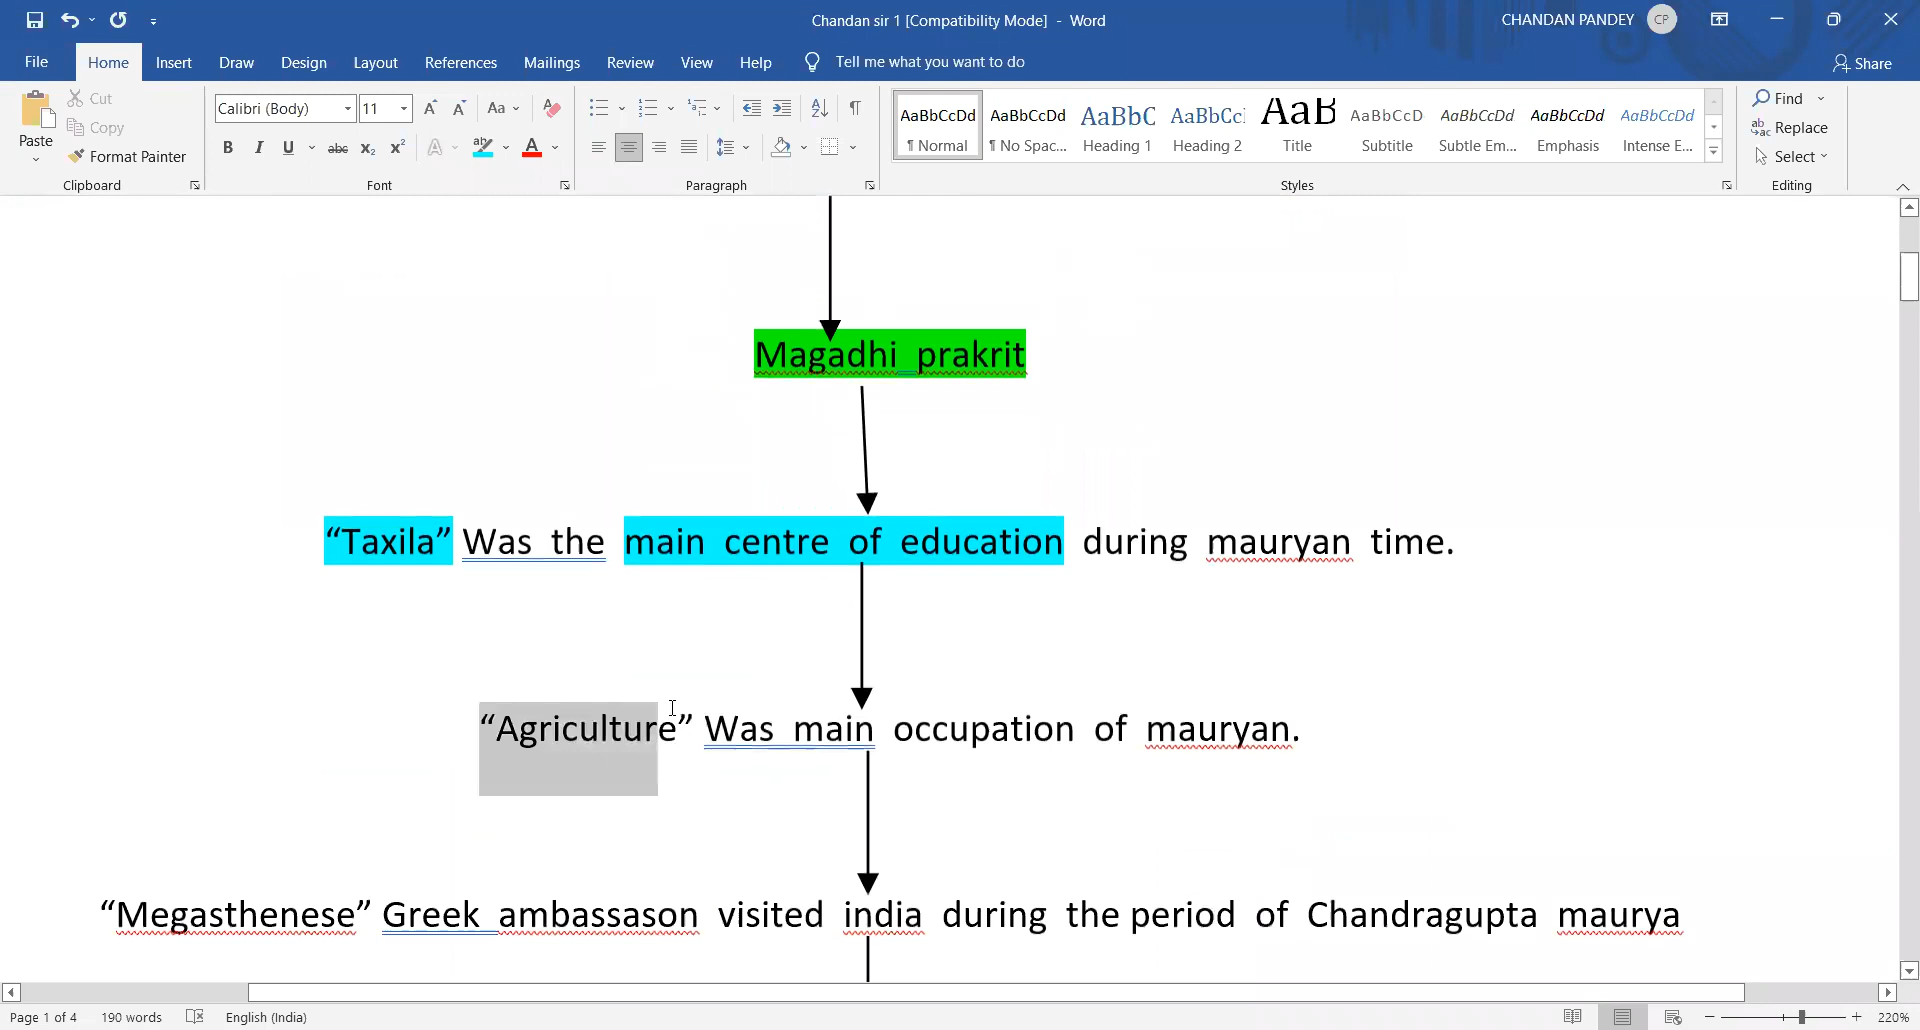 Chandan sir 1 [Compatibility Mode] - Word
CHANDAN PANDEY CP
File Home Insert Draw Design Layout References Mailings Review View Help Tell me what you want to do Share
Paste
Cut
Copy
Format Painter
Clipboard
Calibri (Body) 11 A A Aa A
B I U abc x₂ x² A ab A
Font
Paragraph
AaBbCcDd AaBbCcDd AaBbC AaBbCc AaB AaBbCcD AaBbCcDd AaBbCcDd AaBbCcDd
¶ Normal ¶ No Spac... Heading 1 Heading 2 Title Subtitle Subtle Em... Emphasis Intense E...
Styles
Find
Replace
Select
Editing
Magadhi prakrit
“Taxila” Was the main centre of education during mauryan time.
“Agriculture” Was main occupation of mauryan.
“Megasthenese” Greek ambassason visited india during the period of Chandragupta maurya
Page 1 of 4 190 words English (India) 220%